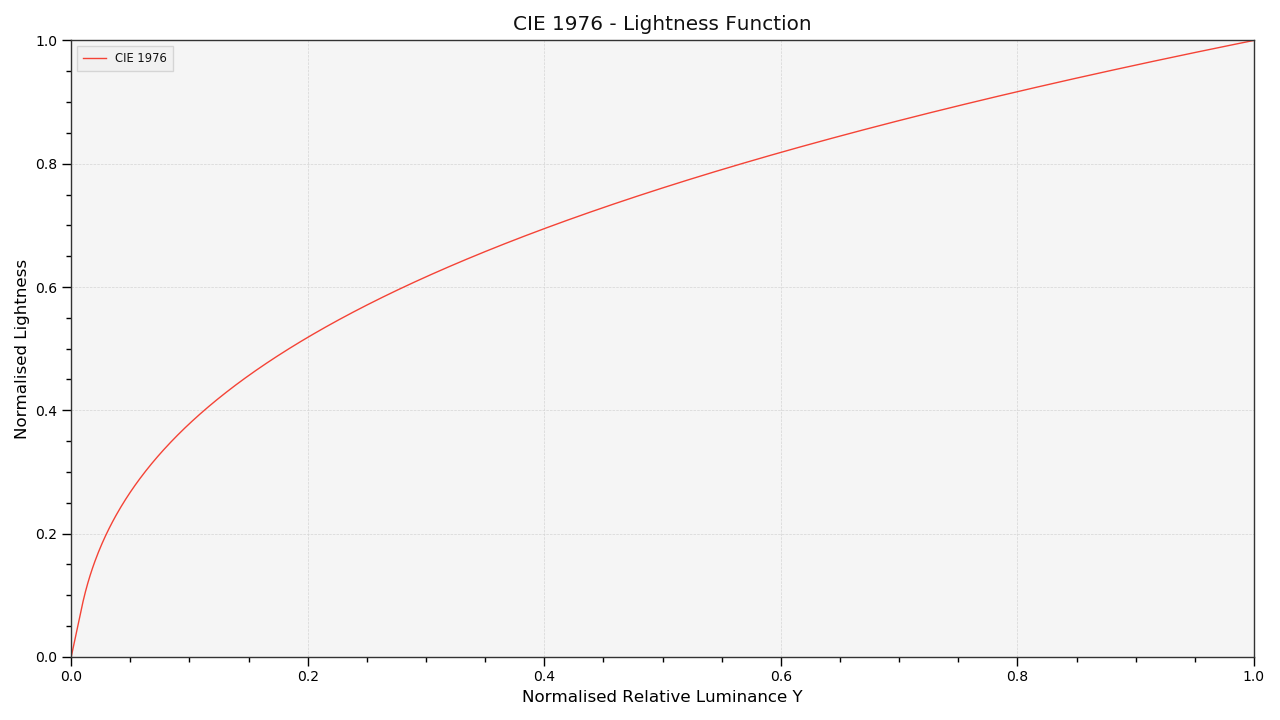 CIE 1976 - Lightness Function
CIE 1976
1.0
0.8
0.6
0.4
0.2
0.0
Normalised Lightness
0.0 0.2 0.4 0.6 0.8 1.0
Normalised Relative Luminance Y